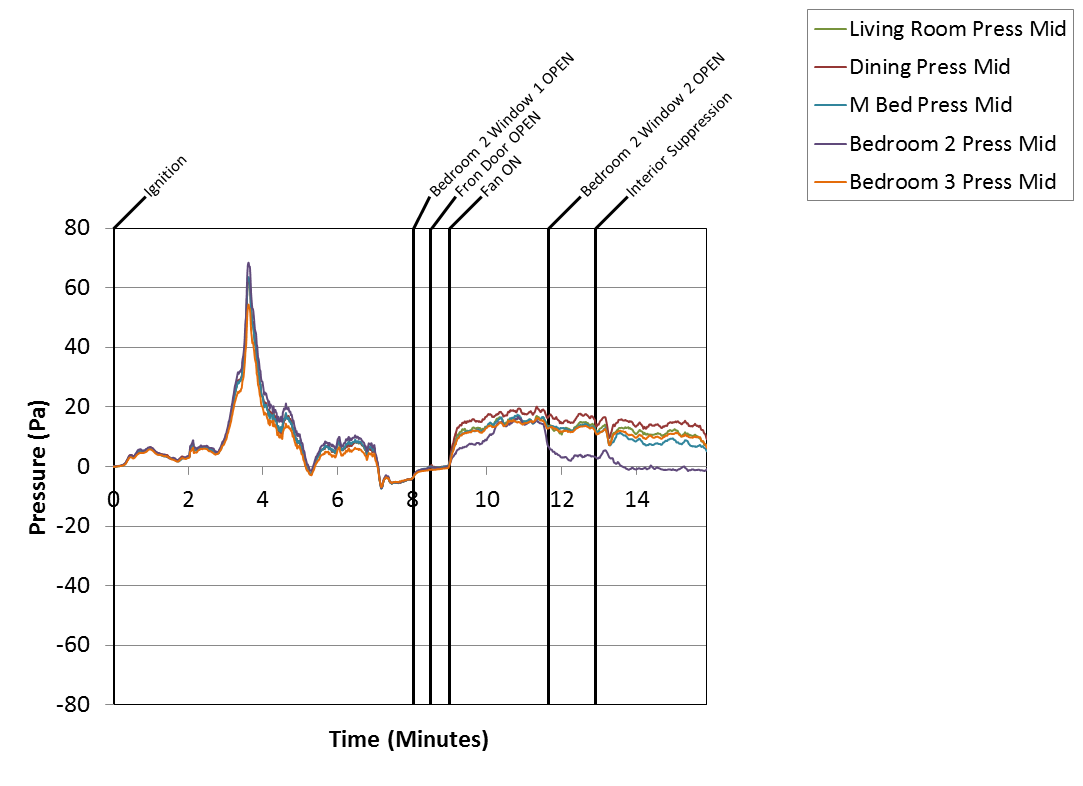 Living Room Press Mid
Dining Press Mid
M Bed Press Mid
Bedroom 2 Press Mid
Bedroom 3 Press Mid
Ignition
Bedroom 2 Window 1 OPEN
Fron Door OPEN
Fan ON
Bedroom 2 Window 2 OPEN
Interior Suppression
80
60
40
20
0
-20
-40
-60
-80
0 2 4 6 8 10 12 14
Pressure (Pa)
Time (Minutes)